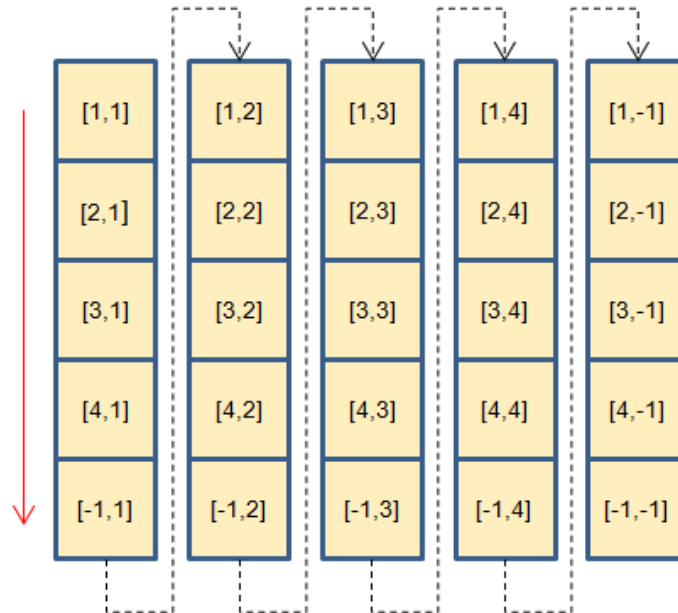 [1,1] [1,2] [1,3] [1,4] [1,-1]
[2,1] [2,2] [2,3] [2,4] [2,-1]
[3,1] [3,2] [3,3] [3,4] [3,-1]
[4,1] [4,2] [4,3] [4,4] [4,-1]
[-1,1] [-1,2] [-1,3] [-1,4] [-1,-1]